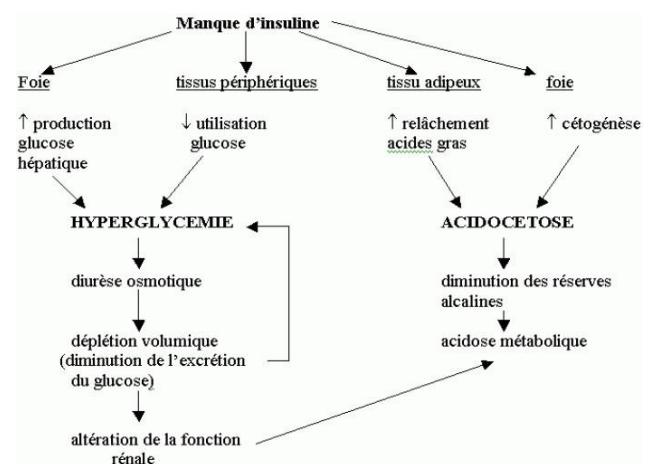 Manque d'insuline
Foie
tissus périphériques
tissu adipeux
foie
↑ production
glucose
hépatique
↓ utilisation
glucose
↑ relâchement
acides gras
↑ cétogénèse
HYPERGLYCEMIE
ACIDOCETOSE
diurèse osmotique
diminution des réserves
alcalines
déplétion volumique
(diminution de l'excrétion
du glucose)
acidose métabolique
altération de la fonction
rénale